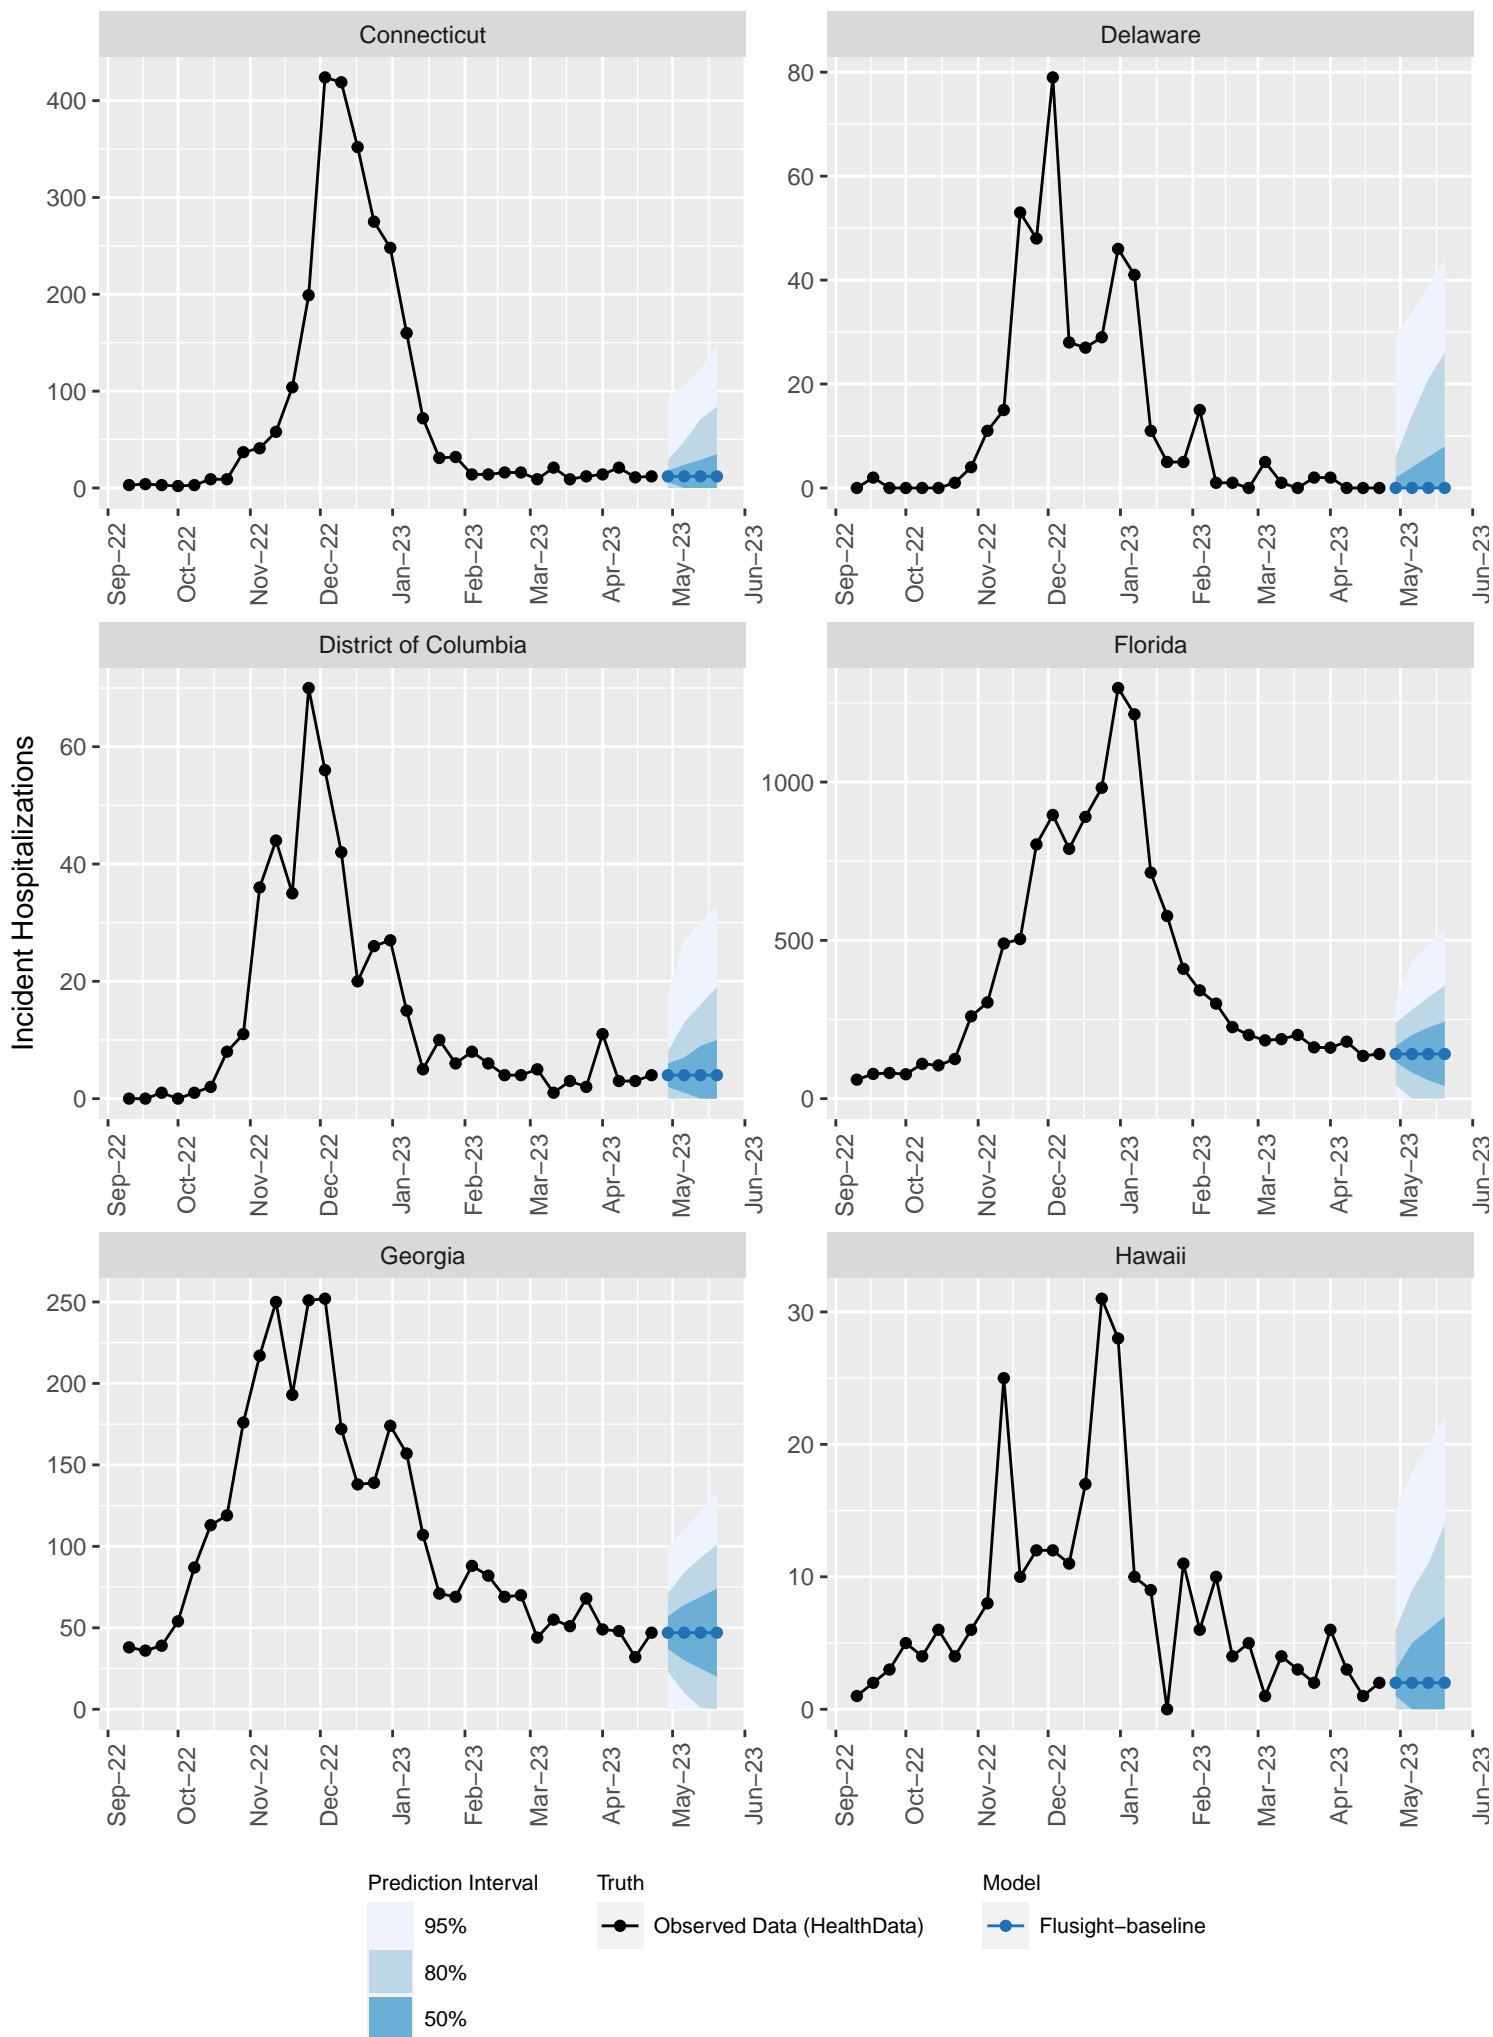 Connecticut
Delaware
400
300
200
100
0
80
60
40
20
0
Sep−22
Oct−22
Nov−22
Dec−22
Jan−23
Feb−23
Mar−23
Apr−23
May−23
Jun−23
Sep−22
Oct−22
Nov−22
Dec−22
Jan−23
Feb−23
Mar−23
Apr−23
May−23
Jun−23
District of Columbia
Florida
Incident Hospitalizations
60
40
20
0
1000
500
0
Sep−22
Oct−22
Nov−22
Dec−22
Jan−23
Feb−23
Mar−23
Apr−23
May−23
Jun−23
Sep−22
Oct−22
Nov−22
Dec−22
Jan−23
Feb−23
Mar−23
Apr−23
May−23
Jun−23
Georgia
Hawaii
250
200
150
100
50
0
30
20
10
0
Sep−22
Oct−22
Nov−22
Dec−22
Jan−23
Feb−23
Mar−23
Apr−23
May−23
Jun−23
Sep−22
Oct−22
Nov−22
Dec−22
Jan−23
Feb−23
Mar−23
Apr−23
May−23
Jun−23
Prediction Interval
95%
80%
50%
Truth
Observed Data (HealthData)
Model
Flusight−baseline